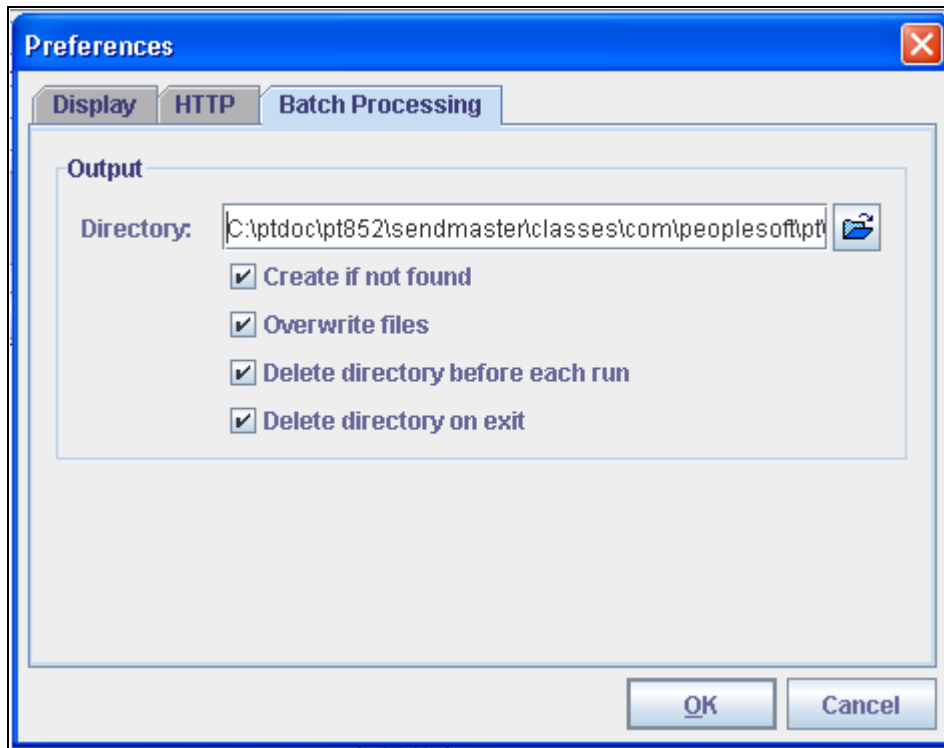 Preferences
Display HTTP Batch Processing
Output
Directory: C:\ptdoc\pt852\sendmaster\classes\com\peoplesoft\pt\
Create if not found
Overwrite files
Delete directory before each run
Delete directory on exit
OK Cancel